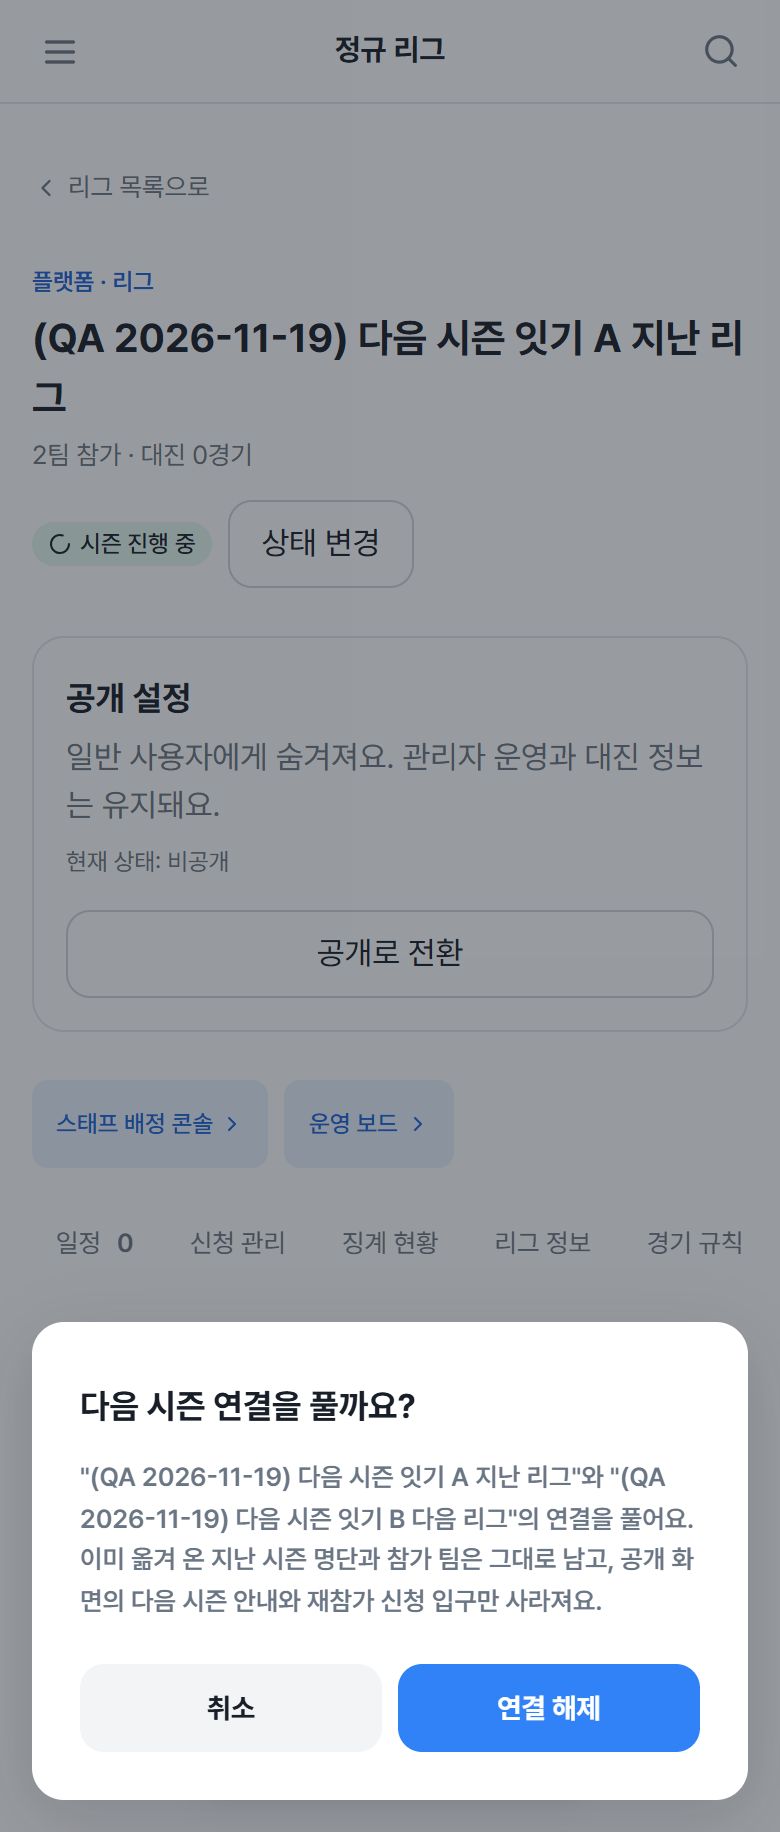 정규 리그
리그 목록으로
플랫폼 · 리그
(QA 2026-11-19) 다음 시즌 잇기 A 지난 리
그
2팀 참가 · 대진 0경기
시즌 진행 중
상태 변경
공개 설정
일반 사용자에게 숨겨져요. 관리자 운영과 대진 정보
는 유지돼요.
현재 상태: 비공개
공개로 전환
스태프 배정 콘솔
운영 보드
일정 0 신청 관리 징계 현황 리그 정보 경기 규칙
다음 시즌 연결을 풀까요?
"(QA 2026-11-19) 다음 시즌 잇기 A 지난 리그"와 "(QA
2026-11-19) 다음 시즌 잇기 B 다음 리그"의 연결을 풀어요.
이미 옮겨 온 지난 시즌 명단과 참가 팀은 그대로 남고, 공개 화
면의 다음 시즌 안내와 재참가 신청 입구만 사라져요.
취소
연결 해제